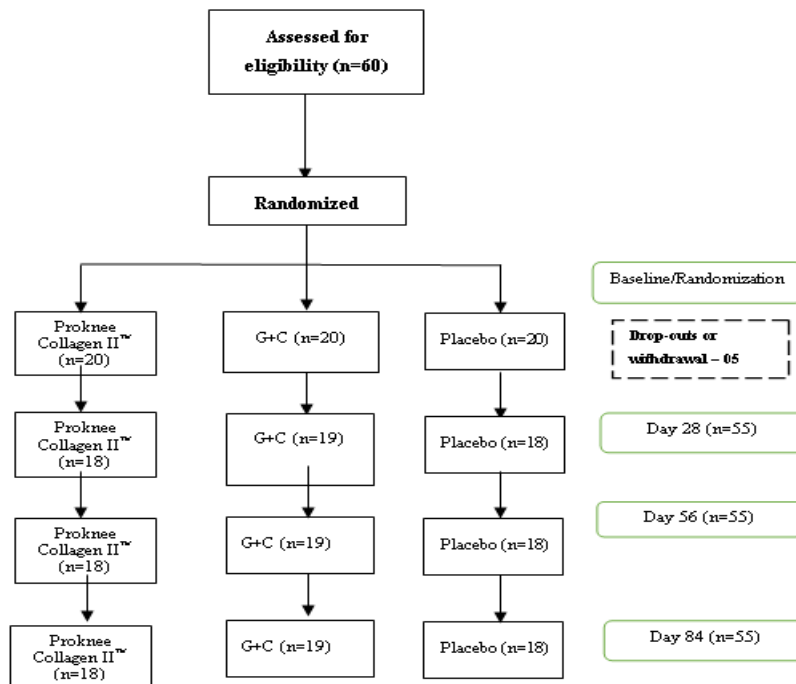 Assessed for
eligibility (n=60)
Randomized
Baseline/Randomization
Proknee
Collagen II™
(n=20)
G+C (n=20)
Placebo (n=20)
Drop-outs or
withdrawal – 05
Proknee
Collagen II™
(n=18)
G+C (n=19)
Placebo (n=18)
Day 28 (n=55)
Proknee
Collagen II™
(n=18)
G+C (n=19)
Placebo (n=18)
Day 56 (n=55)
Proknee
Collagen II™
(n=18)
G+C (n=19)
Placebo (n=18)
Day 84 (n=55)